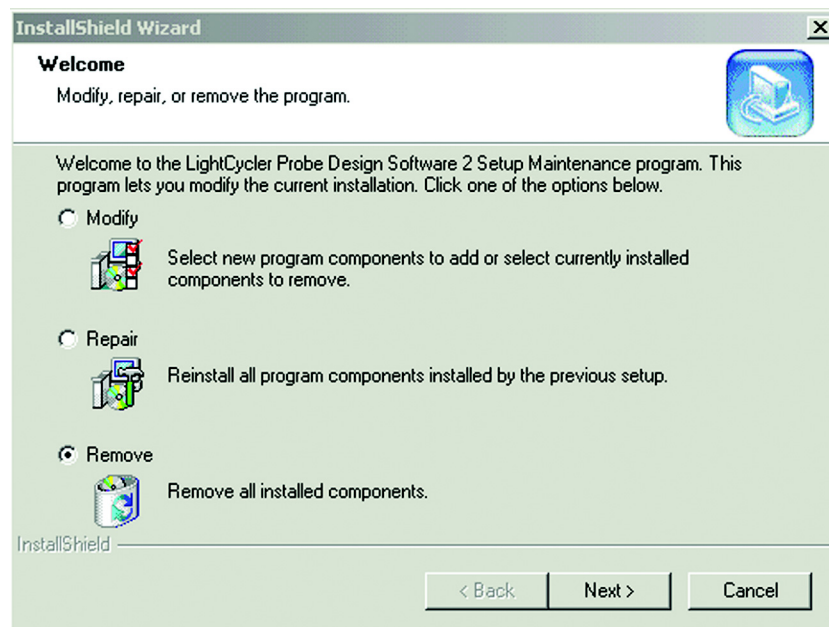 InstallShield Wizard
Welcome
Modify, repair, or remove the program.
Welcome to the LightCycler Probe Design Software 2 Setup Maintenance program. This
program lets you modify the current installation. Click one of the options below.
Modify
Select new program components to add or select currently installed
components to remove.
Repair
Reinstall all program components installed by the previous setup.
Remove
Remove all installed components.
InstallShield
< Back
Next >
Cancel